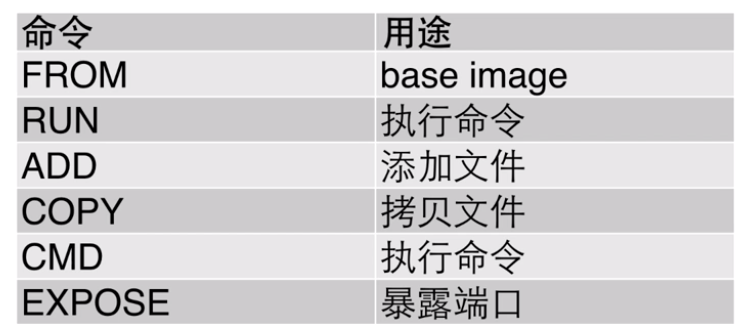 命令 用途
FROM base image
RUN 执行命令
ADD 添加文件
COPY 拷贝文件
CMD 执行命令
EXPOSE 暴露端口